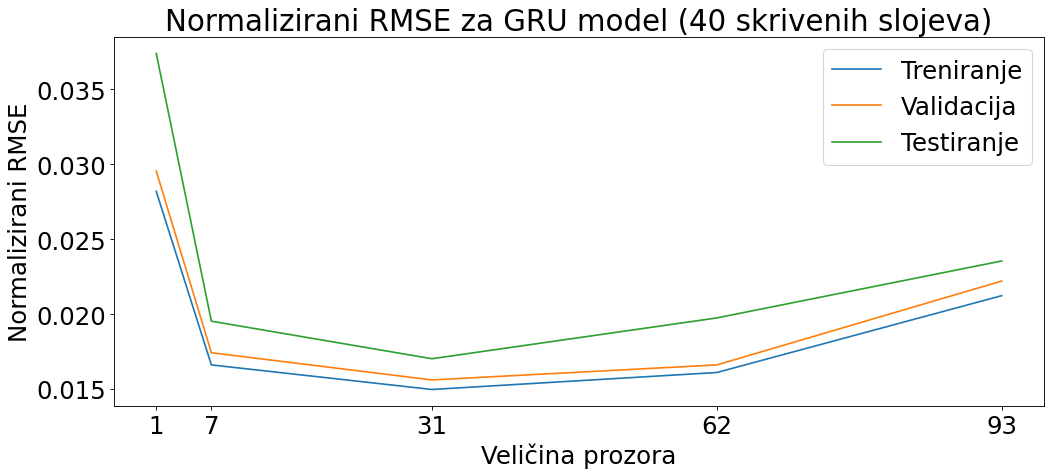 Normalizirani RMSE za GRU model (40 skrivenih slojeva)
Treniranje
Validacija
Testiranje
Normalizirani RMSE
0.035
0.030
0.025
0.020
0.015
1 7 31 62 93
Veličina prozora